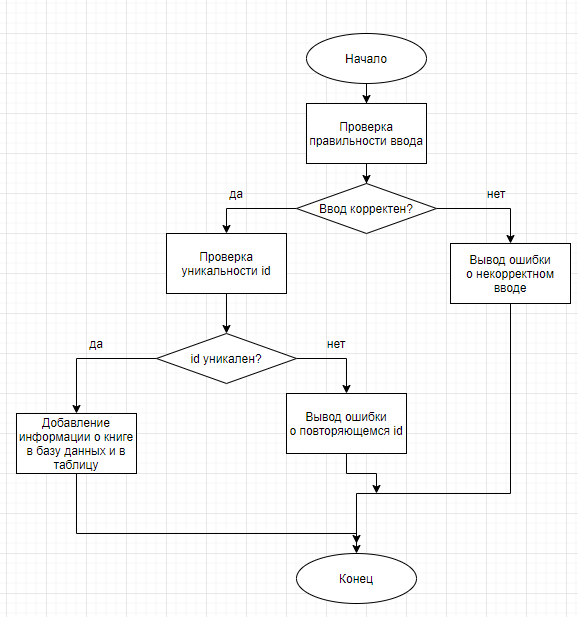 Начало
Проверка
правильности ввода
да
нет
Ввод корректен?
Проверка
уникальности id
Вывод ошибки
о некорректном
вводе
да
нет
id уникален?
Добавление
информации о книге
в базу данных и в
таблицу
Вывод ошибки
о повторяющемся id
Конец